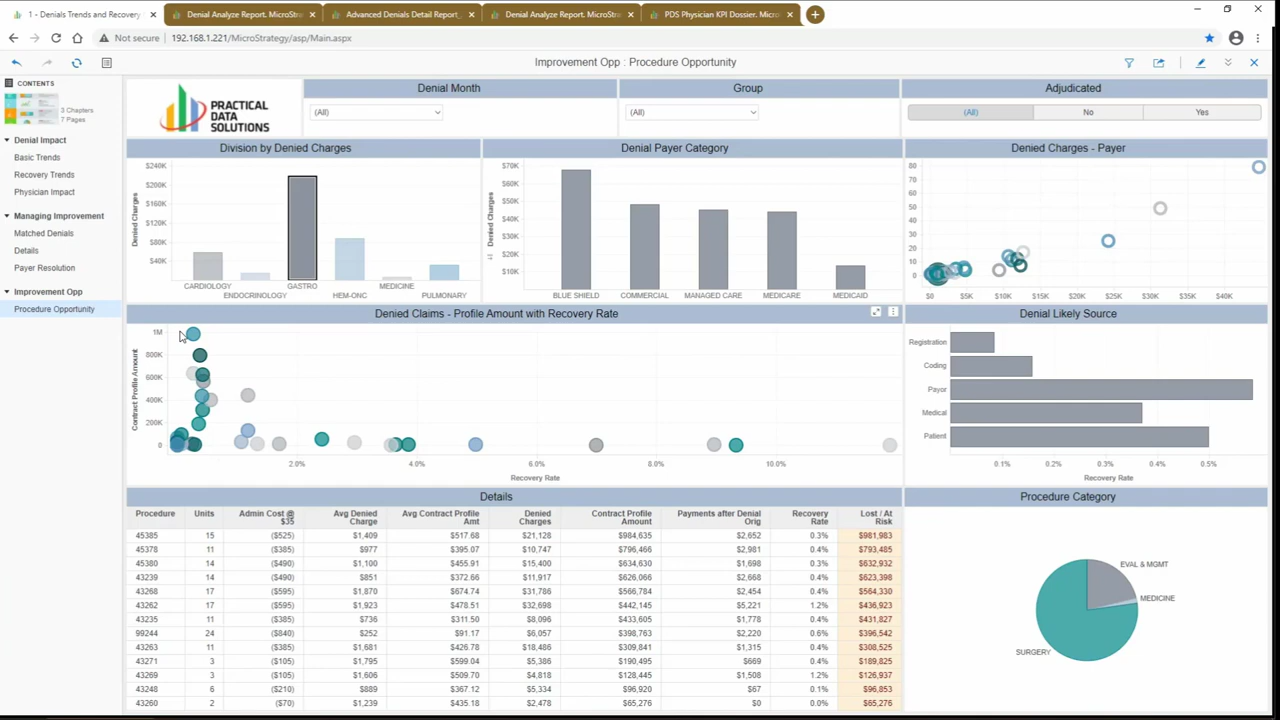 1 - Denials Trends and Recovery
Denial Analyze Report. MicroStra
Advanced Denials Detail Report.
Denial Analyze Report. MicroStra
PDS Physician KPI Dossier. Micro
Not secure
192.168.1.221/MicroStrategy/asp/Main.aspx
Improvement Opp : Procedure Opportunity
CONTENTS
3 Chapters
7 Pages
Denial Impact
Basic Trends
Recovery Trends
Physician Impact
Managing Improvement
Matched Denials
Details
Payer Resolution
Improvement Opp
Procedure Opportunity
PRACTICAL
DATA
SOLUTIONS
Denial Month
(All)
Group
(All)
Adjudicated
(All) No Yes
Division by Denied Charges
Denied Charges
$240K
$200K
$160K
$120K
$80K
$40K
CARDIOLOGY
ENDOCRINOLOGY
GASTRO
HEM-ONC
MEDICINE
PULMONARY
Denial Payer Category
Denied Charges
$70K
$60K
$50K
$40K
$30K
$20K
$10K
BLUE SHIELD
COMMERCIAL
MANAGED CARE
MEDICARE
MEDICAID
Denied Charges - Payer
80
70
60
50
40
30
20
10
0
$0 $5K $10K $15K $20K $25K $30K $35K $40K
Denied Claims - Profile Amount with Recovery Rate
Contract Profile Amount
1M
800K
600K
400K
200K
0
2.0% 4.0% 6.0% 8.0% 10.0%
Recovery Rate
Denial Likely Source
Registration
Coding
Payor
Medical
Patient
0.1% 0.2% 0.3% 0.4% 0.5%
Recovery Rate
Details
Procedure Units Admin Cost @ $35 Avg Denied Charge Avg Contract Profile Amt Denied Charges Contract Profile Amount Payments after Denial Orig Recovery Rate Lost / At Risk
45385 15 ($525) $1,409 $517.68 $21,128 $984,635 $2,652 0.3% $981,983
45378 11 ($385) $977 $395.07 $10,747 $796,466 $2,981 0.4% $793,485
45380 14 ($490) $1,100 $455.91 $15,400 $634,630 $1,698 0.3% $632,932
43239 14 ($490) $851 $372.66 $11,917 $626,066 $2,668 0.4% $623,398
43268 17 ($595) $1,870 $674.74 $31,786 $566,784 $2,454 0.4% $564,330
43262 17 ($595) $1,923 $478.51 $32,698 $442,145 $5,221 1.2% $436,923
43235 11 ($385) $736 $311.50 $8,096 $433,605 $1,778 0.4% $431,827
99244 24 ($840) $252 $91.17 $6,057 $398,763 $2,220 0.6% $396,542
43263 11 ($385) $1,681 $426.78 $18,486 $309,841 $1,315 0.4% $308,525
43271 3 ($105) $1,795 $599.04 $5,386 $190,495 $669 0.4% $189,825
43269 3 ($105) $1,606 $509.70 $4,818 $128,445 $1,508 1.2% $126,937
43248 6 ($210) $889 $367.12 $5,334 $96,920 $67 0.1% $96,853
43260 2 ($70) $1,239 $435.18 $2,478 $65,276 $0 0.0% $65,276
Procedure Category
EVAL & MGMT
MEDICINE
SURGERY